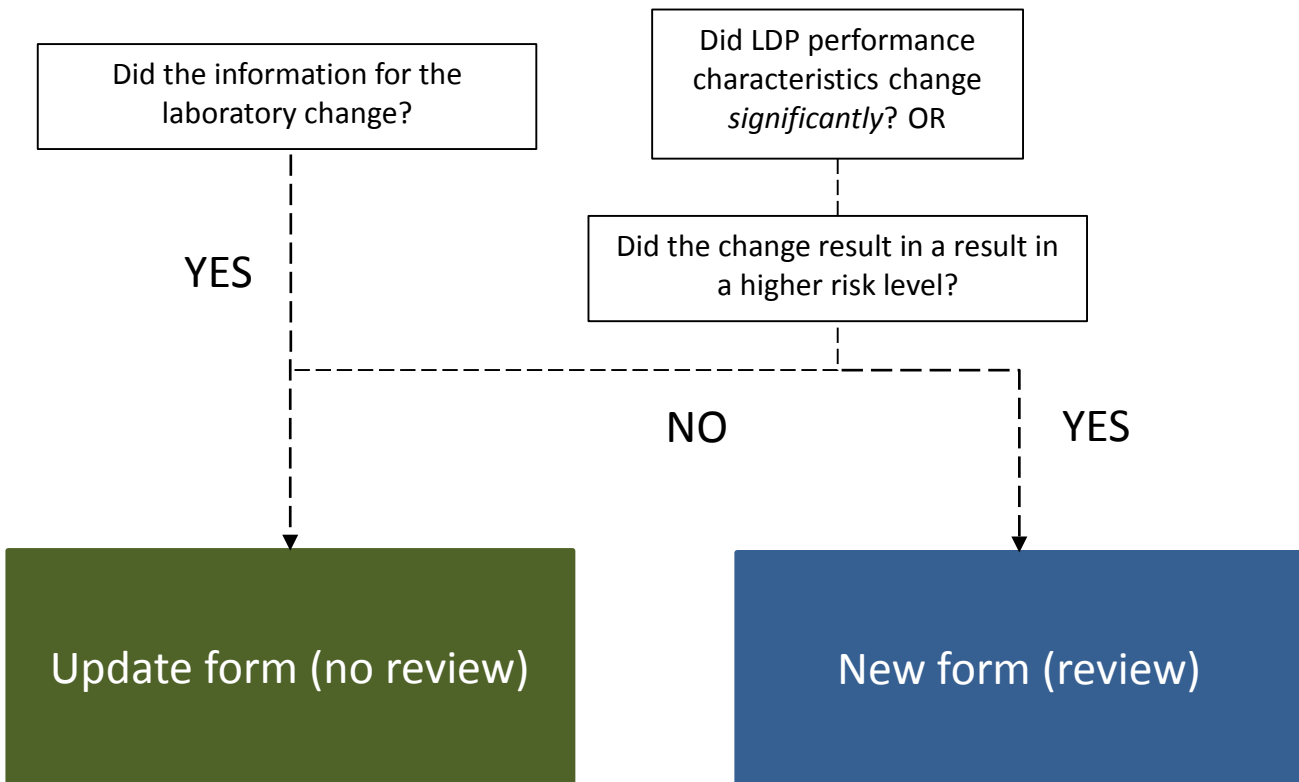 Did the information for the
laboratory change?
Did LDP performance
characteristics change
significantly? OR
Did the change result in a result in
a higher risk level?
YES
NO
YES
Update form (no review)
New form (review)